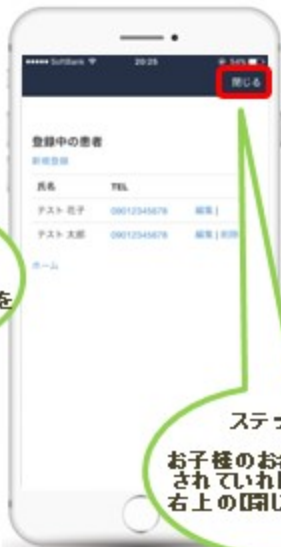 SoftBank 20:25 54%
閉じる
登録中の患者
新規登録
氏名 TEL
テスト 花子 09012345678 編集 |
テスト 太郎 09012345678 編集 | 削除
ホーム
を
ステッ
お子様のお
されていれ
右上の[閉じ